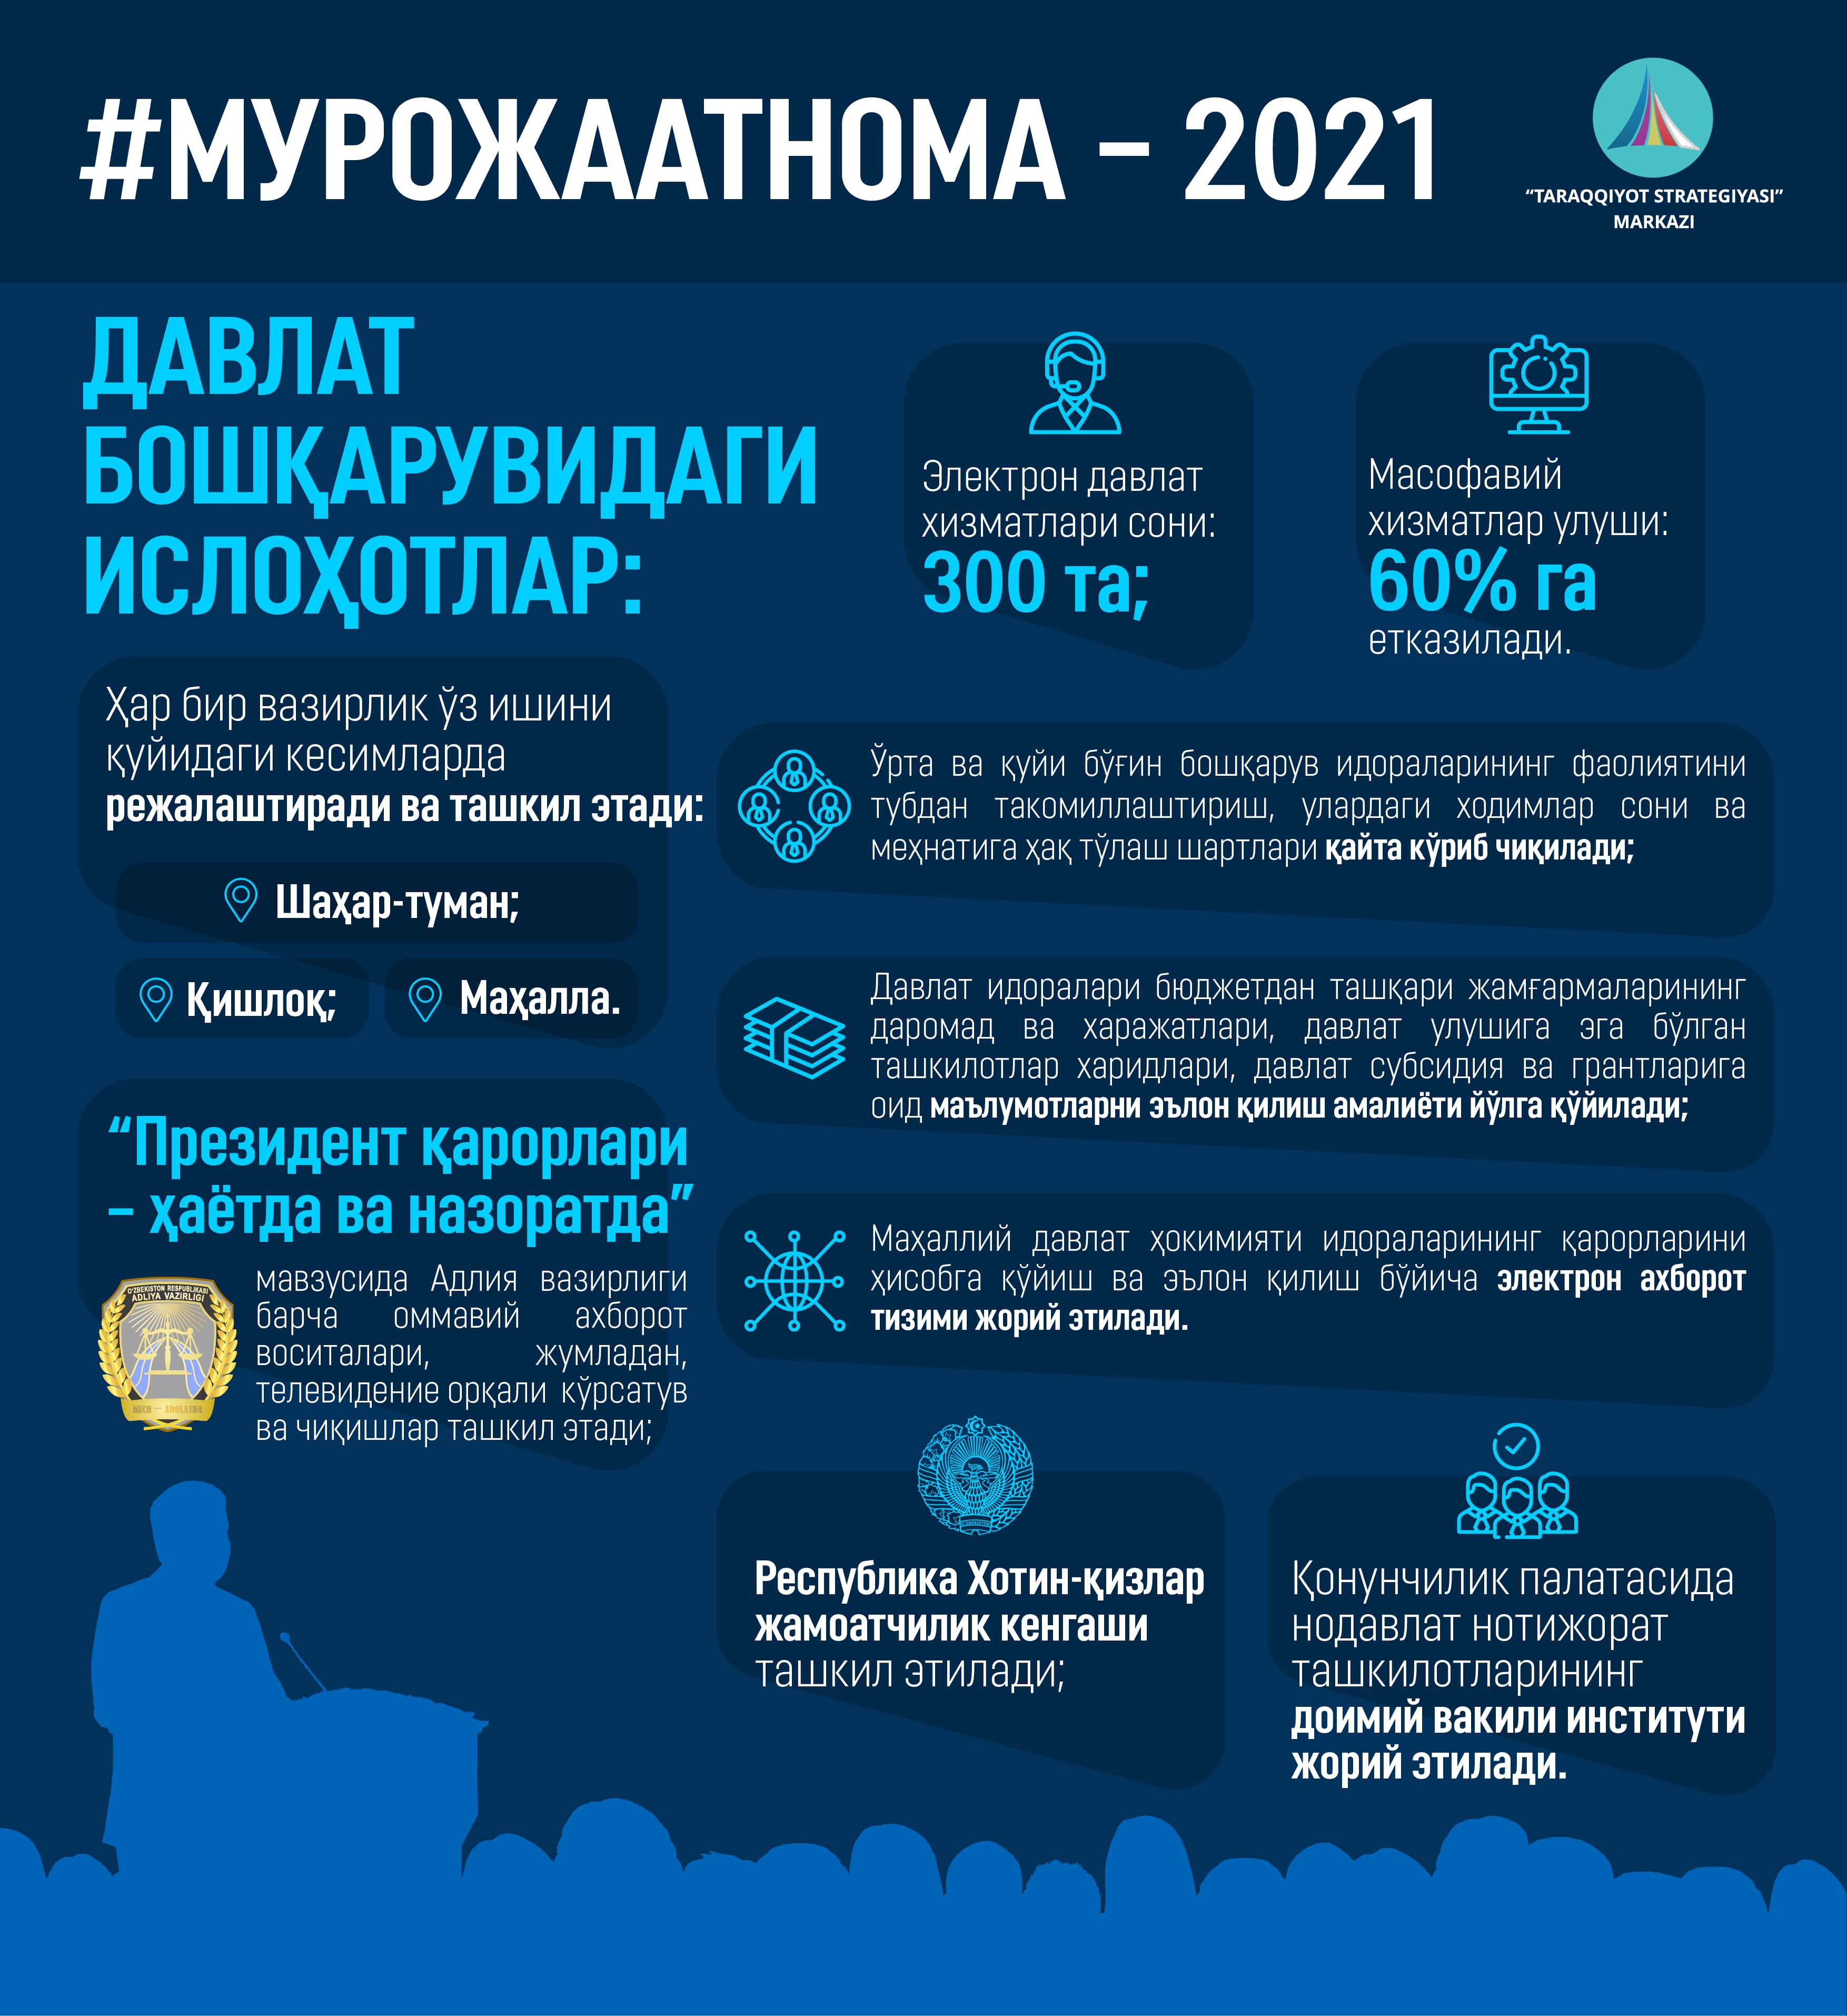 #МУРОЖААТНОМА – 2021
“TARAQQIYOT STRATEGIYASI”
MARKAZI
ДАВЛАТ
БОШҚАРУВИДАГИ
ИСЛОҲОТЛАР:
Электрон давлат
хизматлари сони:
300 та;
Масофавий
хизматлар улуши:
60% га
етказилади.
Ҳар бир вазирлик ўз ишини
қуйидаги кесимларда
режалаштиради ва ташкил этади:
Шаҳар-туман;
Қишлоқ;
Маҳалла.
“Президент қарорлари
– ҳаётда ва назоратда”
O‘ZBEKISTON RESPUBLIKASI
ADLIYA VAZIRLIGI
KUCH — ADOLATDA
мавзусида Адлия вазирлиги
барча оммавий ахборот
воситалари, жумладан,
телевидение орқали кўрсатув
ва чиқишлар ташкил этади;
Ўрта ва қуйи бўғин бошқарув идораларининг фаолиятини
тубдан такомиллаштириш, улардаги ходимлар сони ва
меҳнатига ҳақ тўлаш шартлари қайта кўриб чиқилади;
Давлат идоралари бюджетдан ташқари жамғармаларининг
даромад ва харажатлари, давлат улушига эга бўлган
ташкилотлар харидлари, давлат субсидия ва грантларига
оид маълумотларни эълон қилиш амалиёти йўлга қўйилади;
Маҳаллий давлат ҳокимияти идораларининг қарорларини
ҳисобга қўйиш ва эълон қилиш бўйича электрон ахборот
тизими жорий этилади.
Республика Хотин-қизлар
жамоатчилик кенгаши
ташкил этилади;
Қонунчилик палатасида
нодавлат нотижорат
ташкилотларининг
доимий вакили институти
жорий этилади.